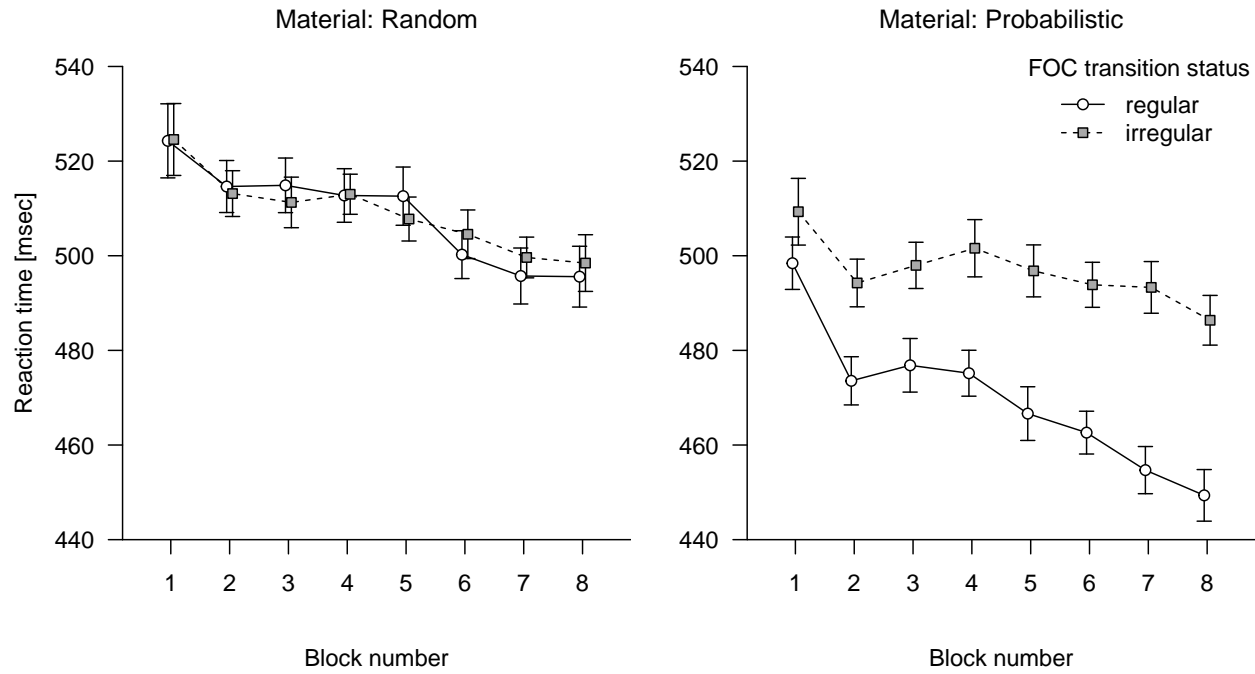 Material: Random
Material: Probabilistic
FOC transition status
regular
irregular
Reaction time [msec]
540
520
500
480
460
440
1 2 3 4 5 6 7 8
Block number
540
520
500
480
460
440
1 2 3 4 5 6 7 8
Block number